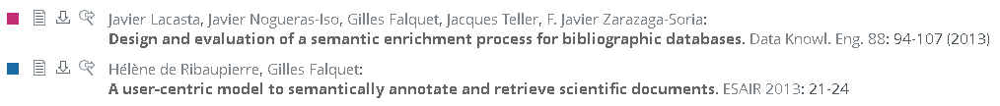 Javier Lacasta, Javier Nogueras-Iso, Gilles Falquet, Jacques Teller, F. Javier Zarazaga-Soria:
Design and evaluation of a semantic enrichment process for bibliographic databases. Data Knowl. Eng. 88: 94-107 (2013)
Hélène de Ribaupierre, Gilles Falquet:
A user-centric model to semantically annotate and retrieve scientific documents. ESAIR 2013: 21-24